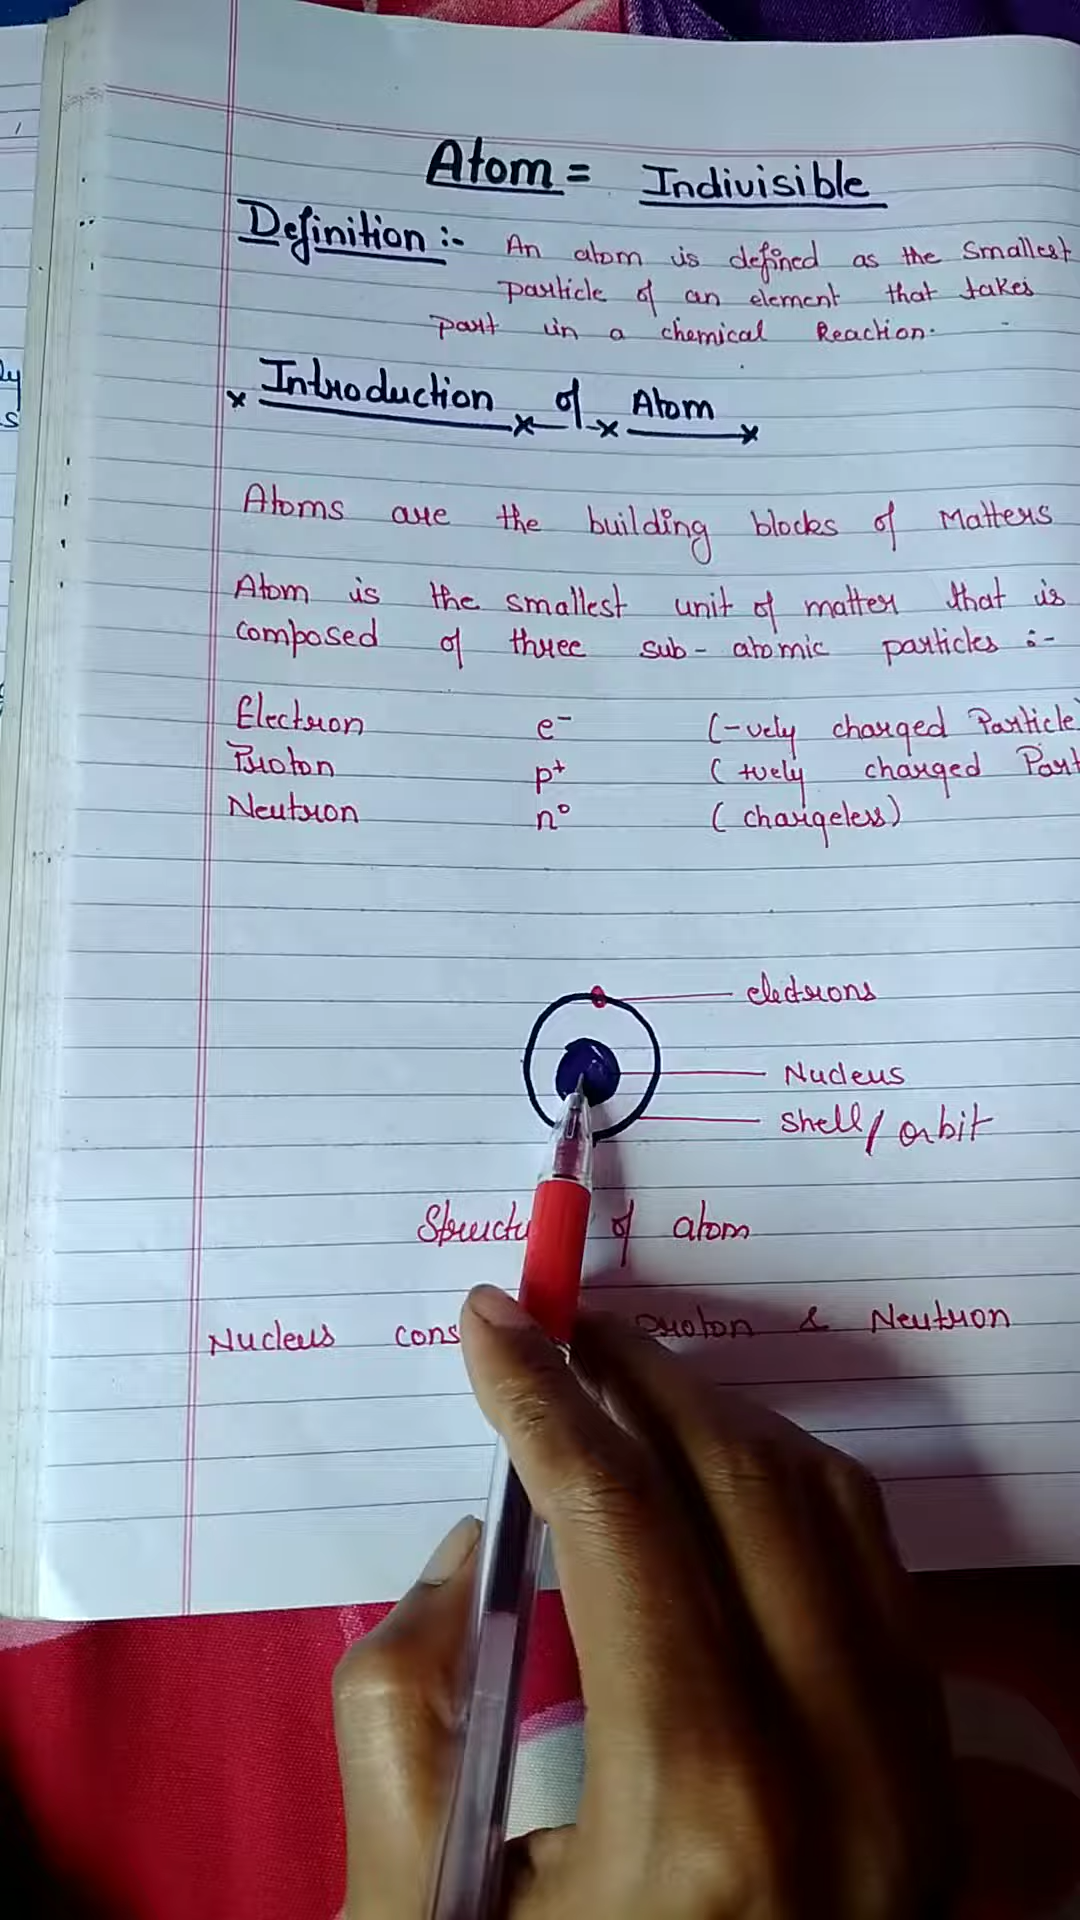 Atom = Indivisible
Definition :- An atom is defined as the smallest
particle of an element that takes
part in a chemical Reaction.
Introduction of Atom
Atoms are the building blocks of Matters
Atom is the smallest unit of matter that is
composed of three sub-atomic particles :-
Electron e⁻ (-vely charged Particle)
Proton p⁺ (+vely charged Part
Neutron n⁰ (chargeless)
electrons
Nucleus
shell/orbit
of atom
Nucleus proton & Neutron